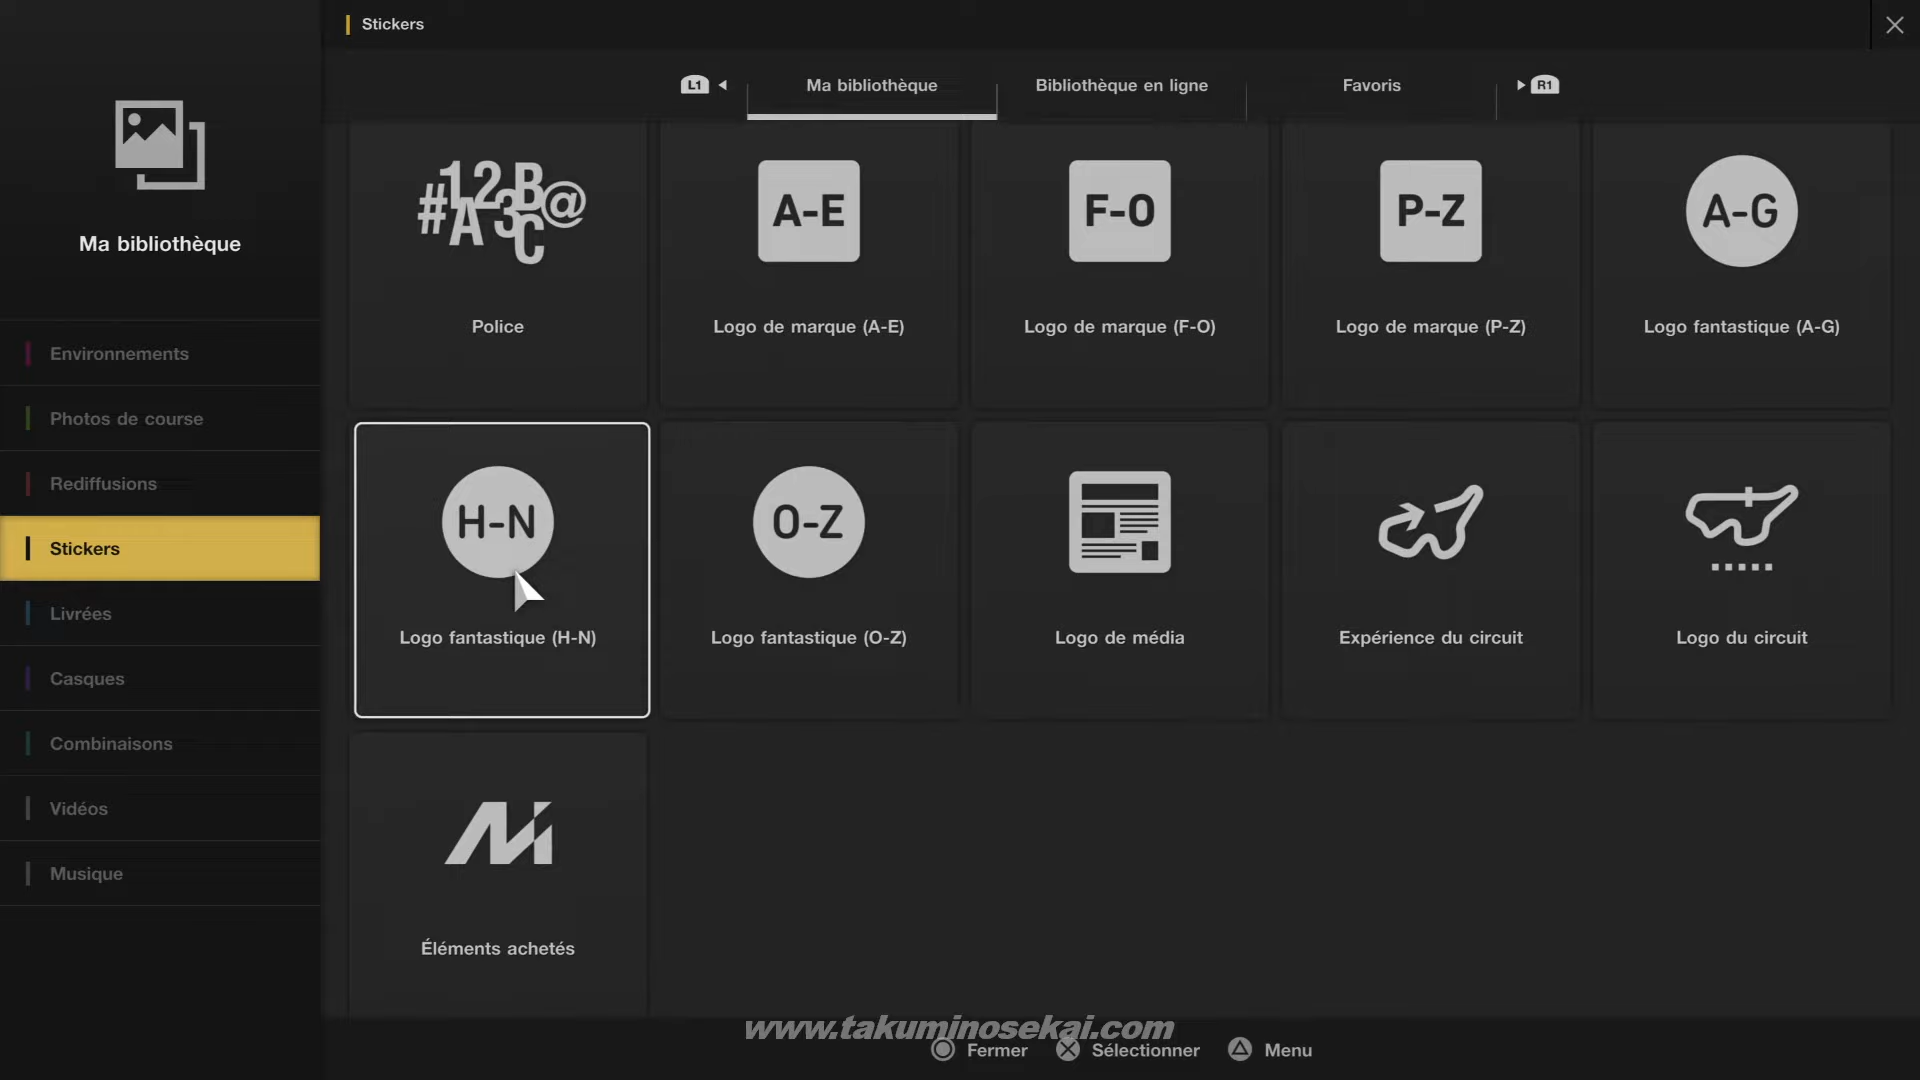 Stickers
L1
Ma bibliothèque
Bibliothèque en ligne
Favoris
R1
Ma bibliothèque
Environnements
Photos de course
Rediffusions
Stickers
Livrées
Casques
Combinaisons
Vidéos
Musique
#123ABC@
Police
A-E
Logo de marque (A-E)
F-O
Logo de marque (F-O)
P-Z
Logo de marque (P-Z)
A-G
Logo fantastique (A-G)
H-N
Logo fantastique (H-N)
O-Z
Logo fantastique (O-Z)
Logo de média
Expérience du circuit
Logo du circuit
Éléments achetés
www.takuminosekai.com
Fermer
Sélectionner
Menu